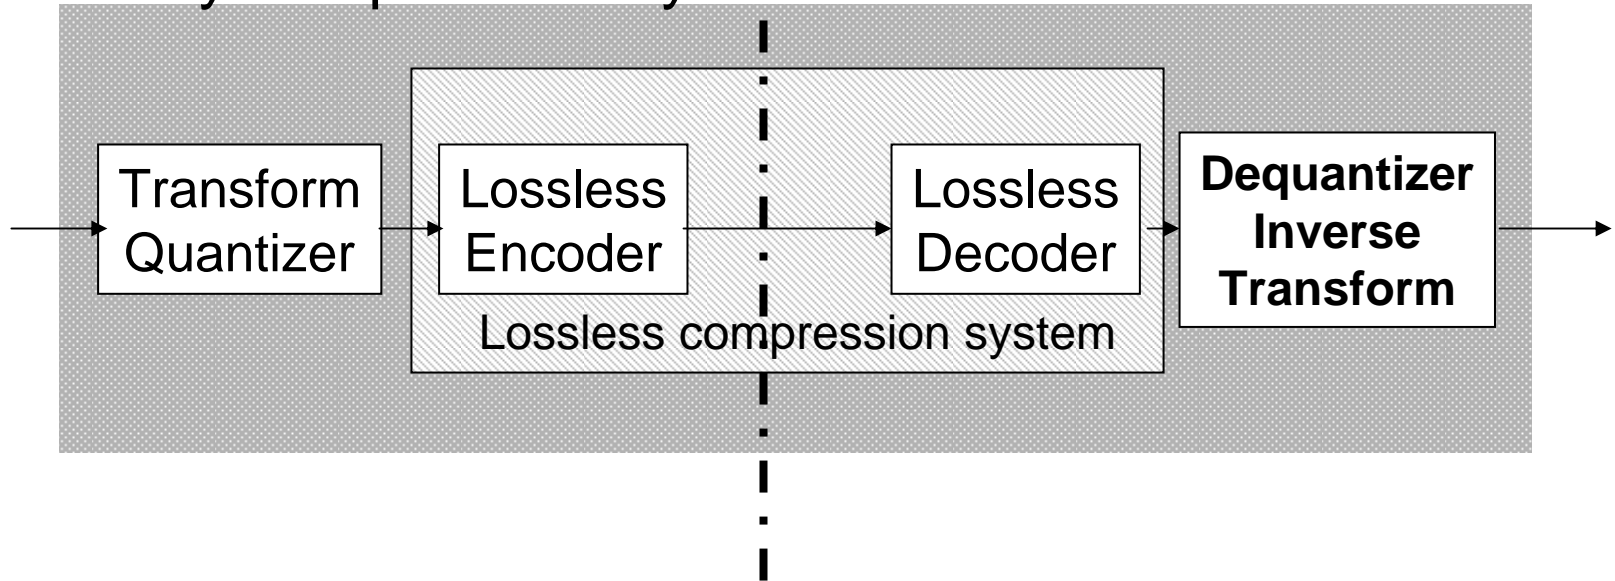 Transform
Quantizer
Lossless
Encoder
Lossless
Decoder
Dequantizer
Inverse
Transform
Lossless compression system